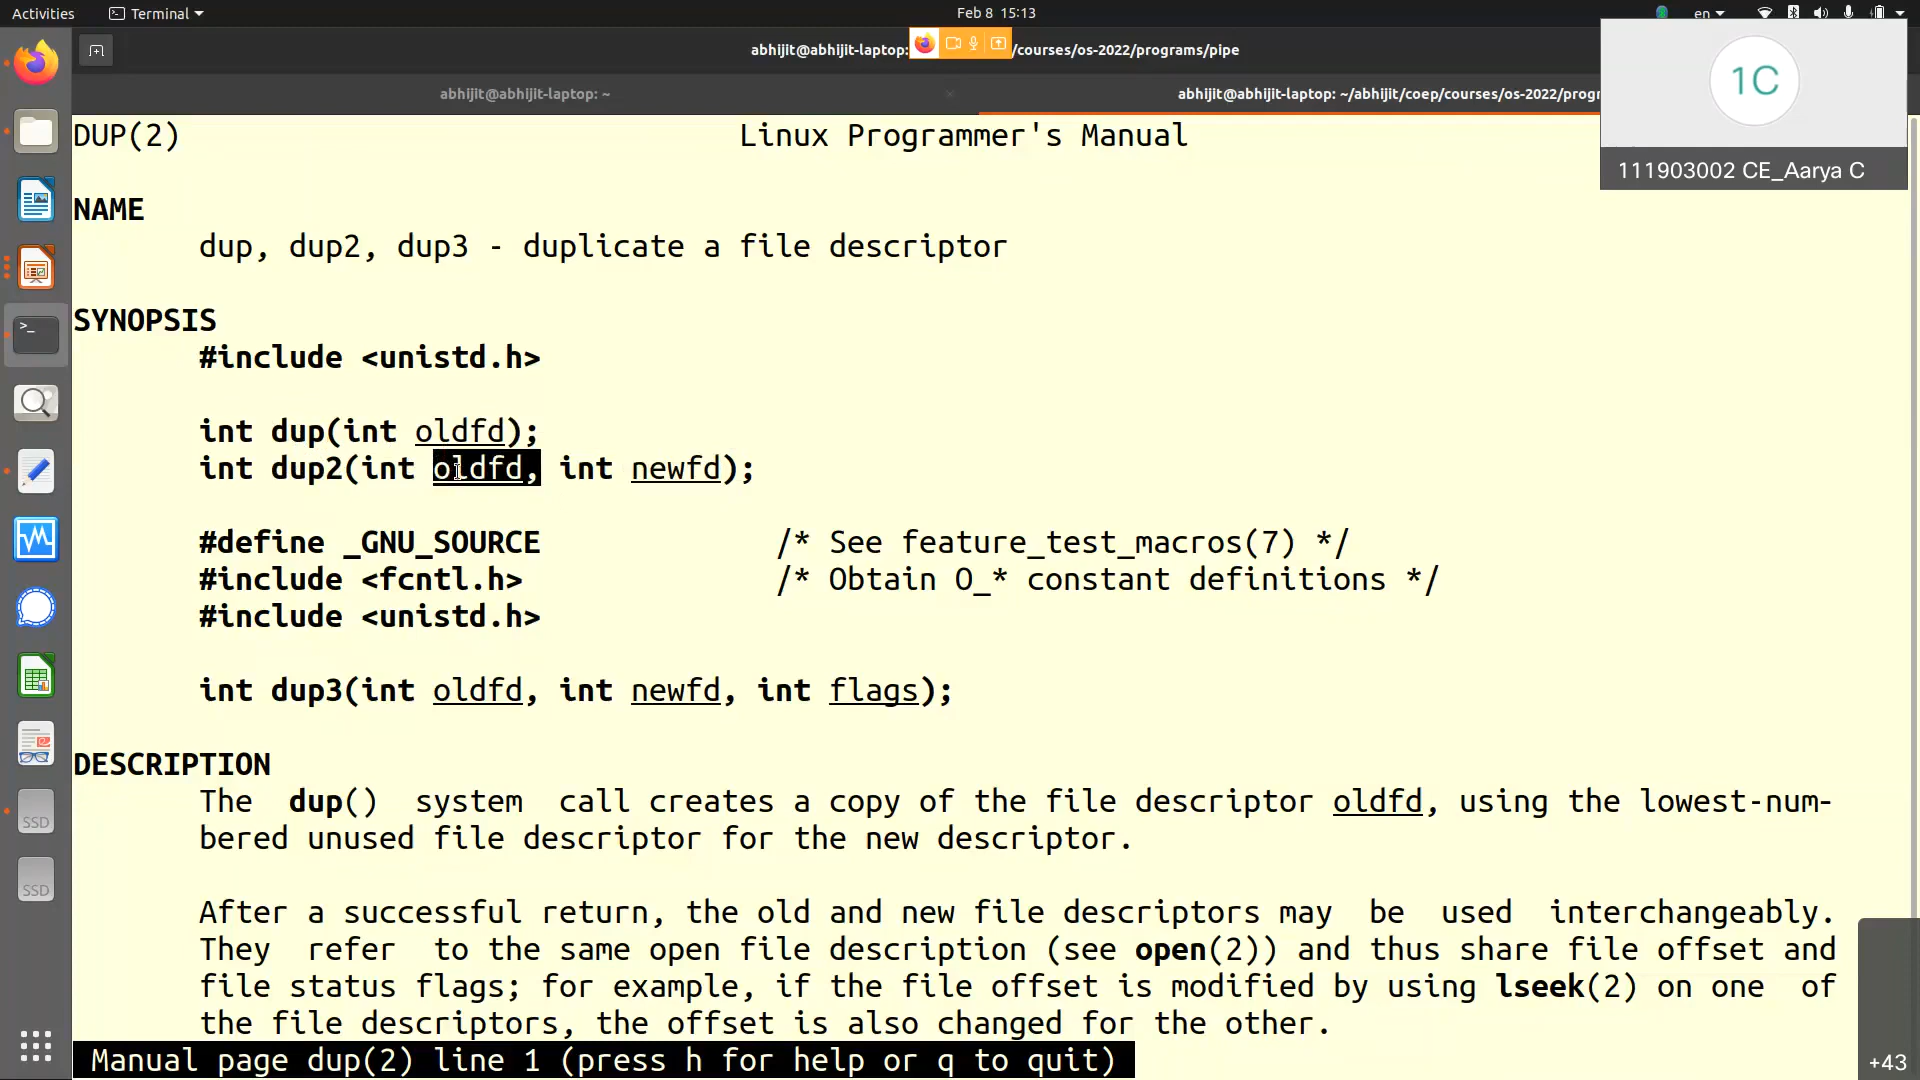 Activities
Terminal
Feb 8 15:13
en
abhijit@abhijit-laptop:
/courses/os-2022/programs/pipe
abhijit@abhijit-laptop: ~
abhijit@abhijit-laptop: ~/abhijit/coep/courses/os-2022/progr
1C
111903002 CE_Aarya C
DUP(2) Linux Programmer's Manual
NAME
dup, dup2, dup3 - duplicate a file descriptor
SYNOPSIS
#include <unistd.h>
int dup(int oldfd);
int dup2(int oldfd, int newfd);
#define _GNU_SOURCE /* See feature_test_macros(7) */
#include <fcntl.h> /* Obtain O_* constant definitions */
#include <unistd.h>
int dup3(int oldfd, int newfd, int flags);
DESCRIPTION
The dup() system call creates a copy of the file descriptor oldfd, using the lowest-num-
bered unused file descriptor for the new descriptor.
After a successful return, the old and new file descriptors may be used interchangeably.
They refer to the same open file description (see open(2)) and thus share file offset and
file status flags; for example, if the file offset is modified by using lseek(2) on one of
the file descriptors, the offset is also changed for the other.
Manual page dup(2) line 1 (press h for help or q to quit)
SSD
SSD
+43